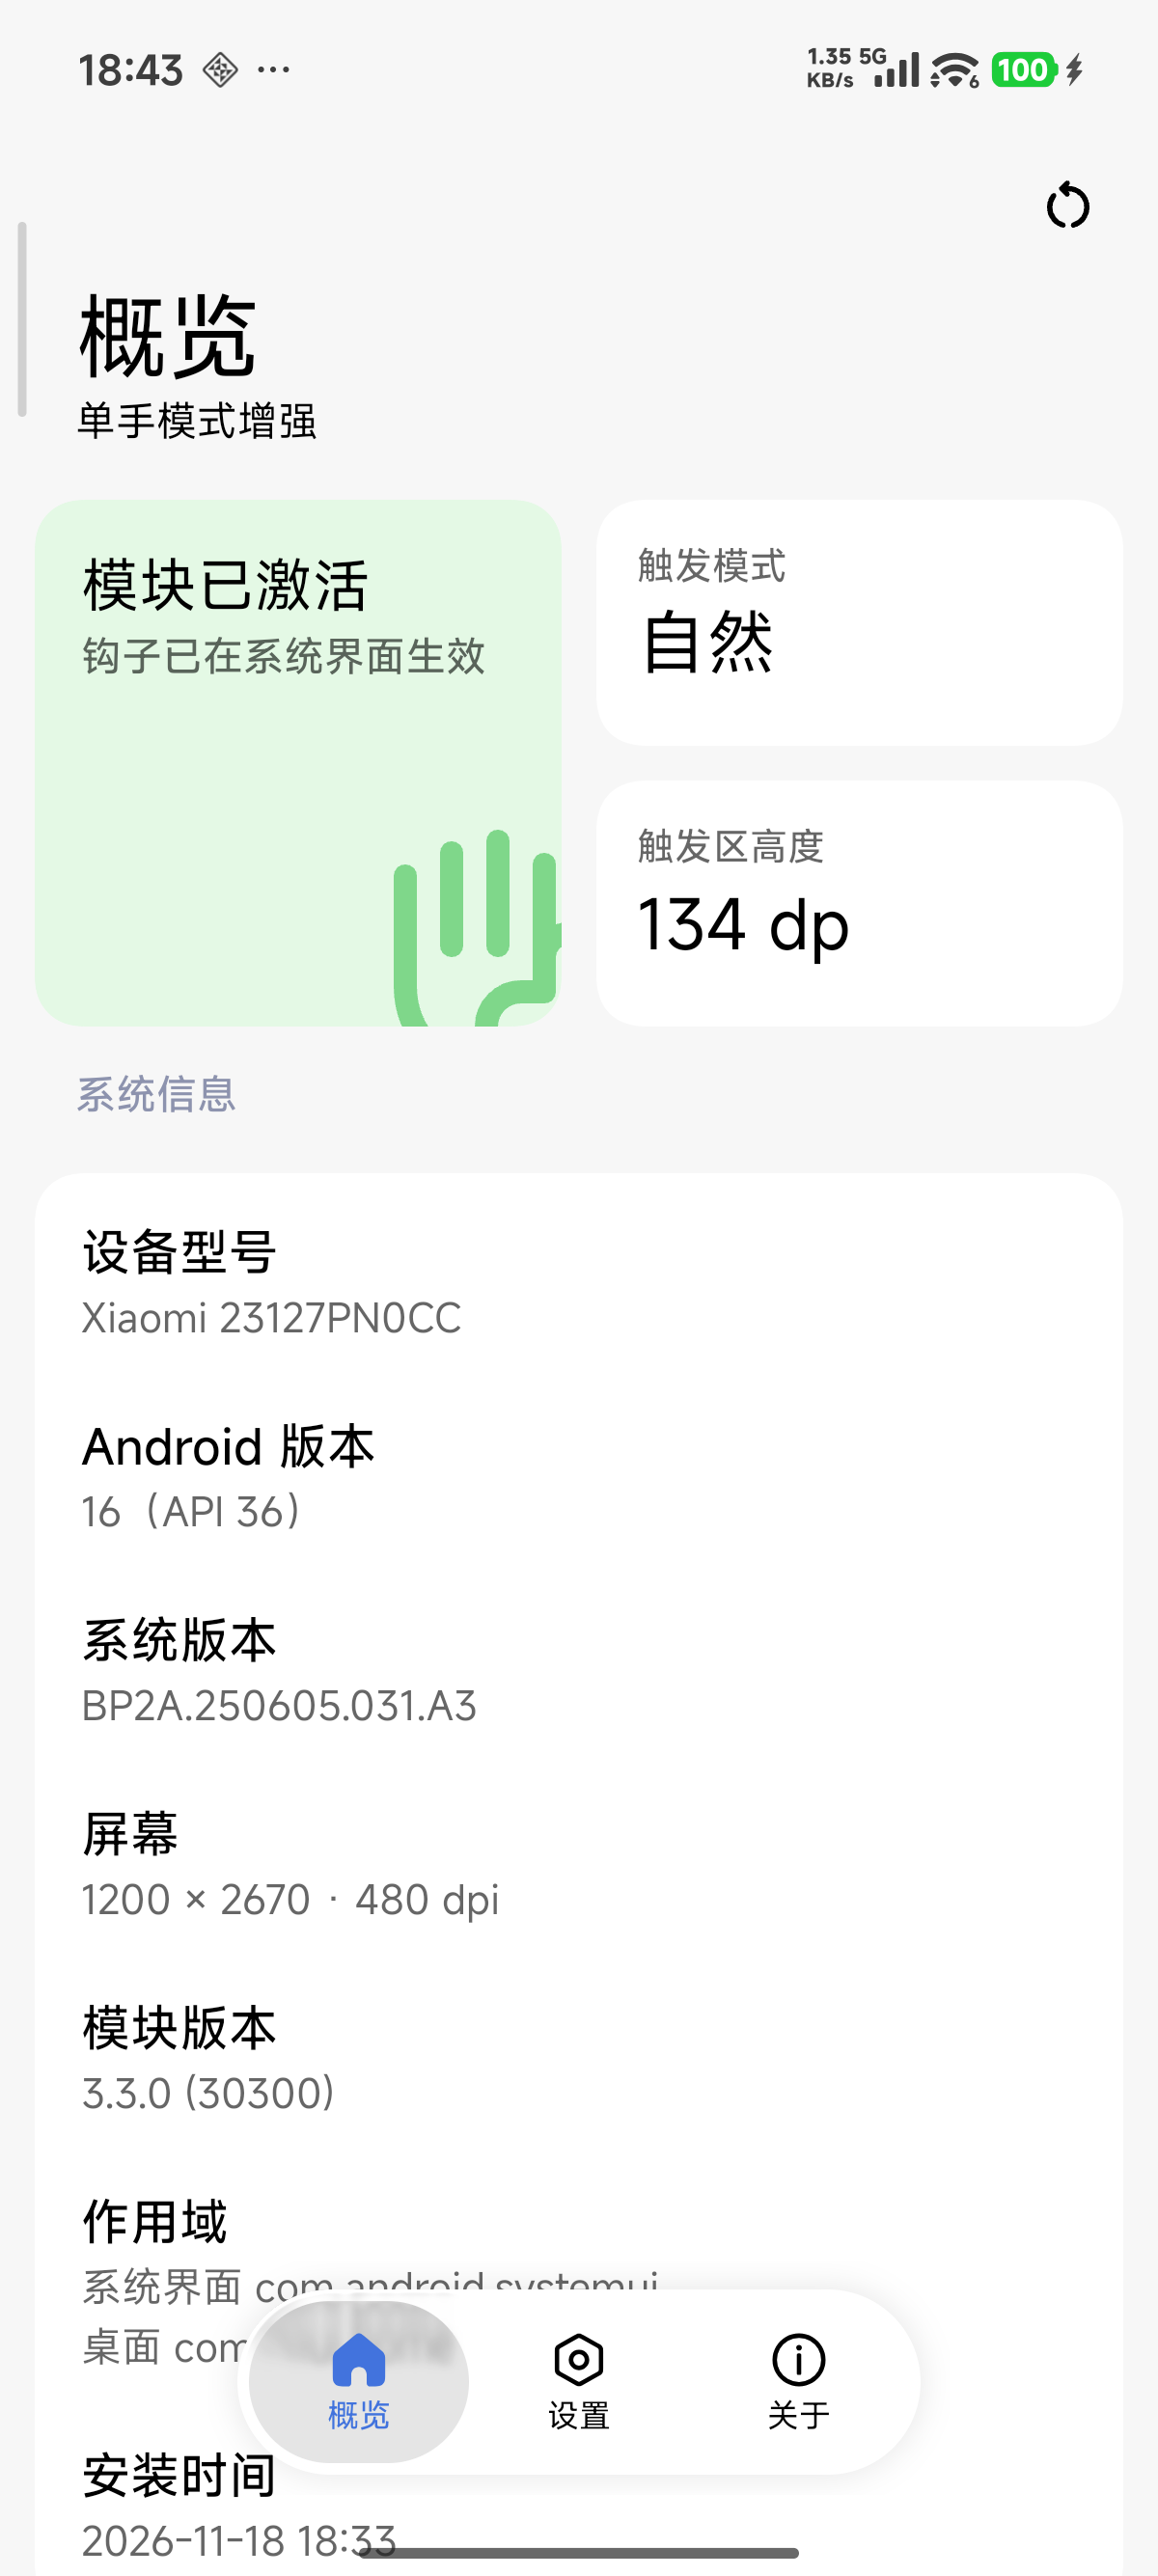 18:43
1.35 5G
KB/s
6
100
概览
单手模式增强
模块已激活
钩子已在系统界面生效
触发模式
自然
触发区高度
134 dp
系统信息
设备型号
Xiaomi 23127PN0CC
Android 版本
16（API 36）
系统版本
BP2A.250605.031.A3
屏幕
1200 × 2670 · 480 dpi
模块版本
3.3.0 (30300)
作用域
系统界面 com.android.systemui
桌面 com
安装时间
2026-11-18 18:33
概览
设置
关于